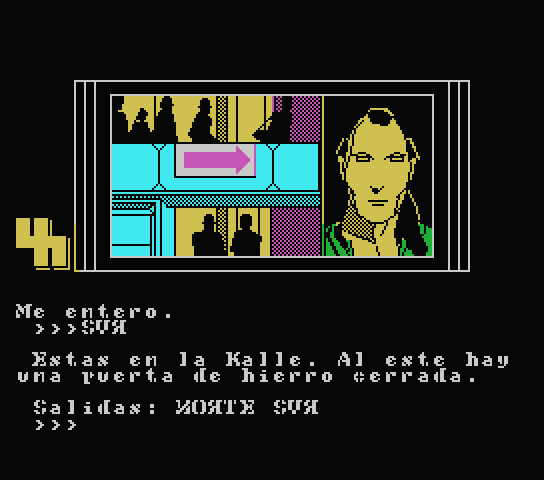 Me entero.
>>>SUR
Estas en la Kalle. Al este hay
una puerta de hierro cerrada.
Salidas: NORTE SUR
>>>